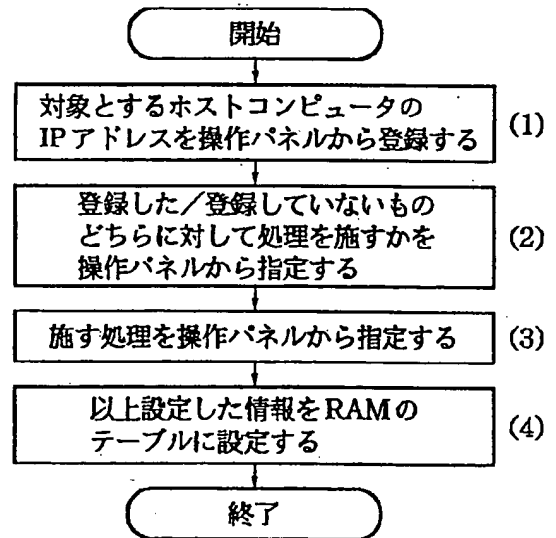 開始
対象とするホストコンピュータの
IPアドレスを操作パネルから登録する
(1)
登録した/登録していないもの
どちらに対して処理を施すかを
操作パネルから指定する
(2)
施す処理を操作パネルから指定する
(3)
以上設定した情報をRAMの
テーブルに設定する
(4)
終了